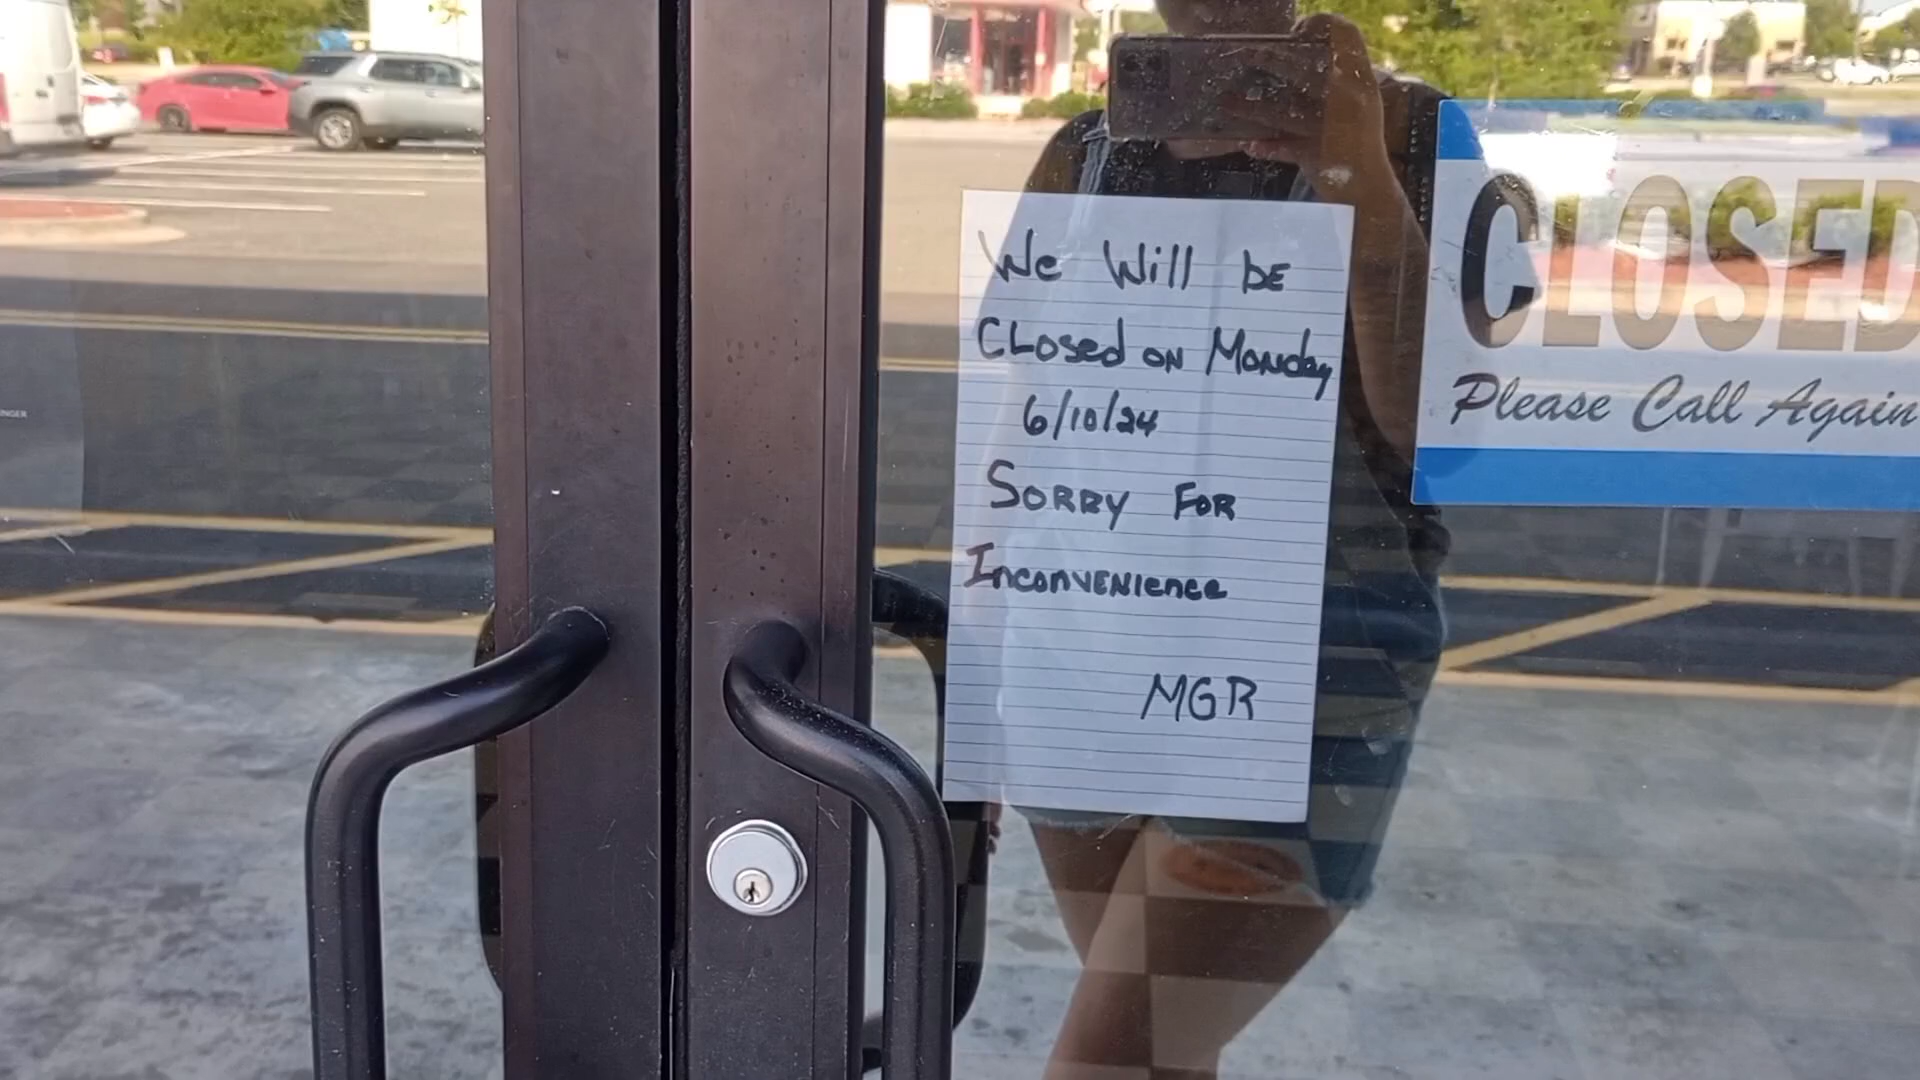 We Will bE
CLosed oN Monday
6/10/24
SORRY FOR
InconvENience
MGR
CLOSED
Please Call Again